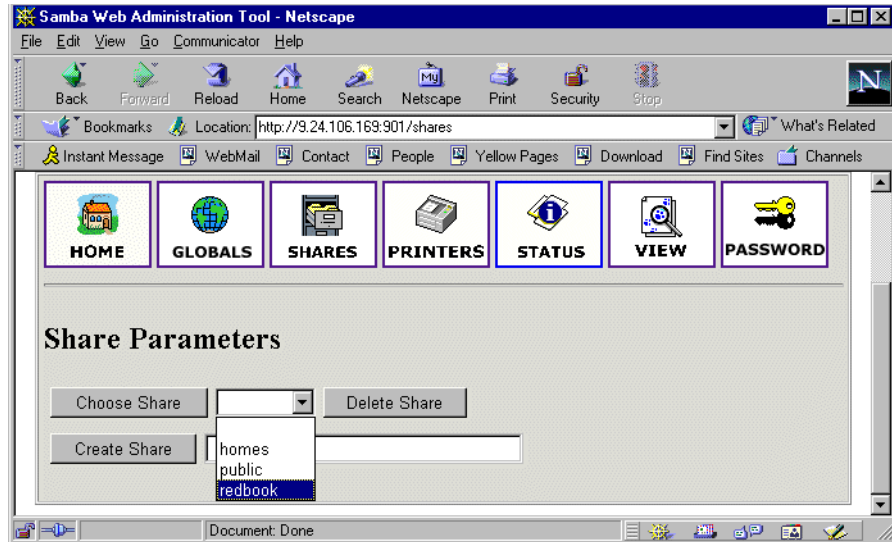 Samba Web Administration Tool - Netscape
File Edit View Go Communicator Help
My
N
Back Forward Reload Home Search Netscape Print Security Stop
Bookmarks Location: http://9.24.106.169:901/shares What's Related
Instant Message WebMail Contact People Yellow Pages Download Find Sites Channels
HOME GLOBALS SHARES PRINTERS STATUS VIEW PASSWORD
Share Parameters
Choose Share Delete Share
Create Share
homes
public
redbook
Document: Done